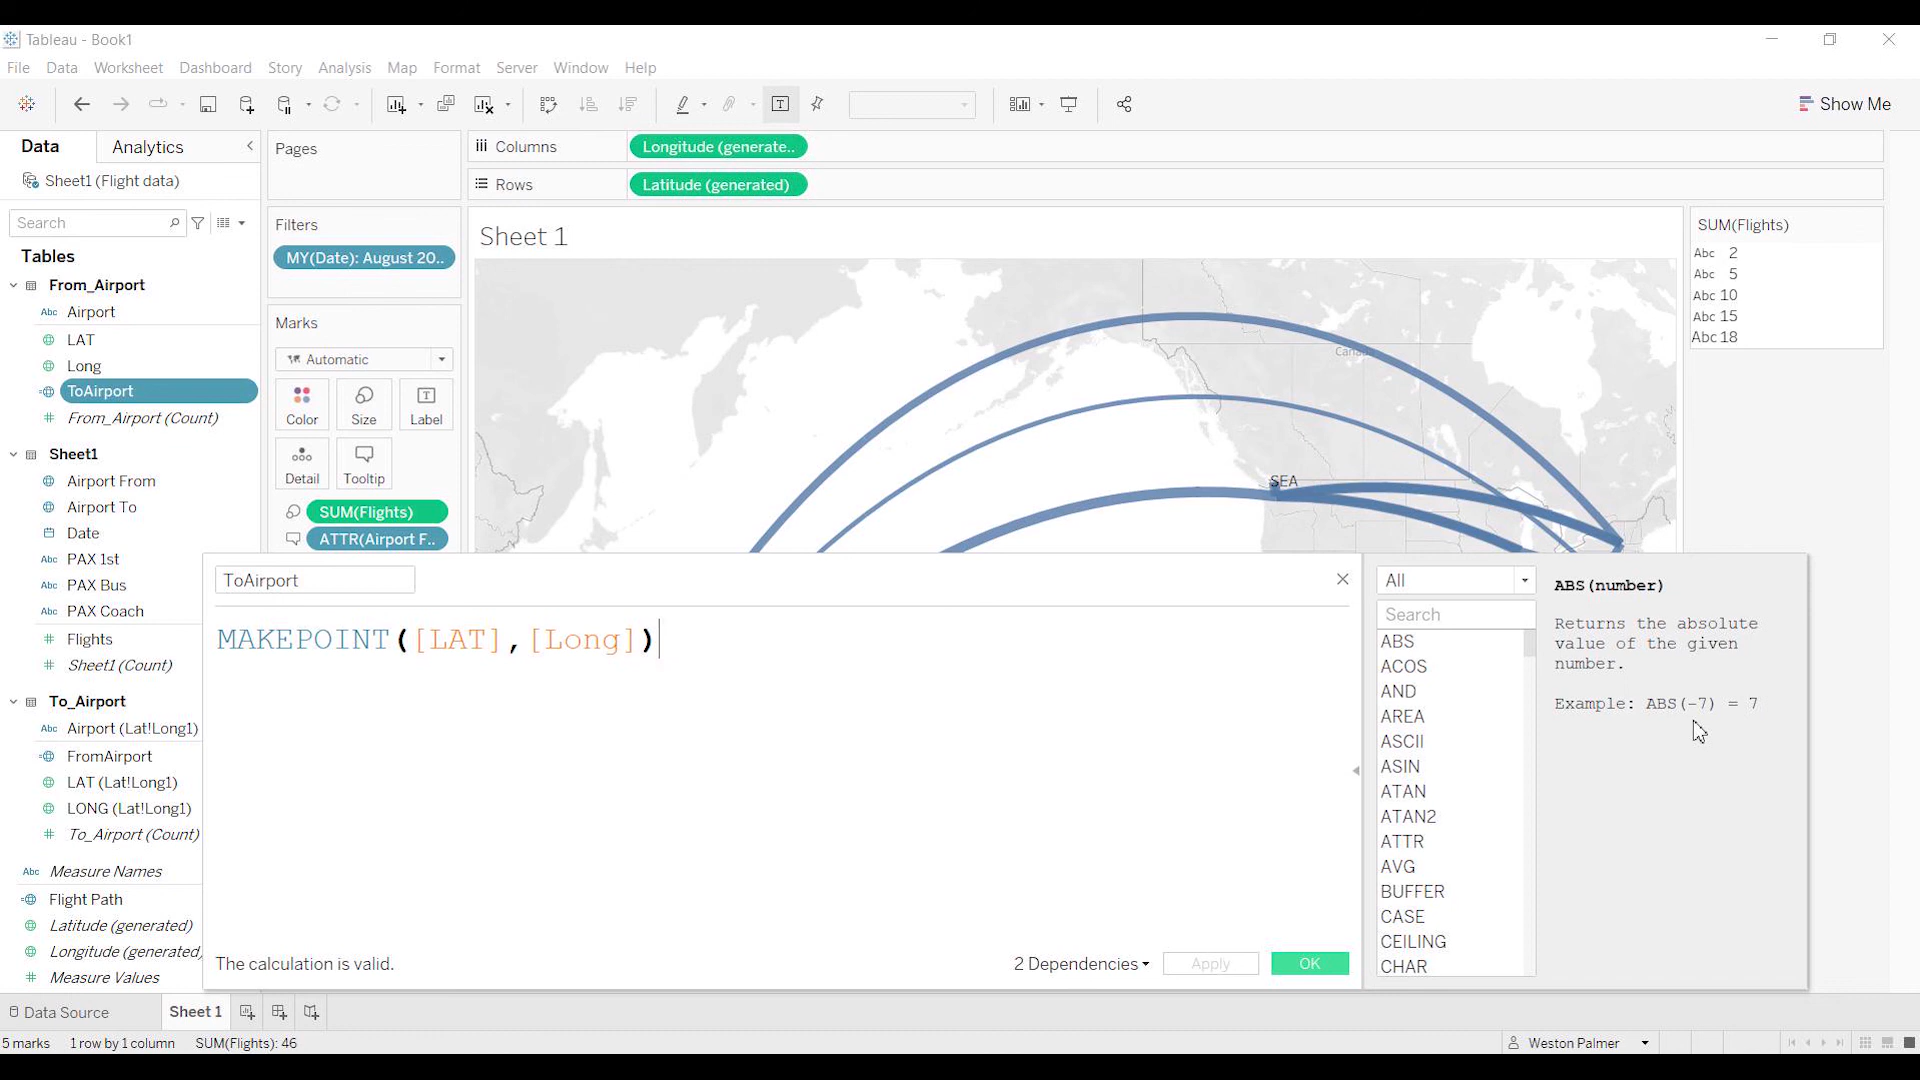 Tableau - Book1
File Data Worksheet Dashboard Story Analysis Map Format Server Window Help
Show Me
Data
Analytics
Sheet1 (Flight data)
Search
Tables
From_Airport
Abc Airport
LAT
Long
ToAirport
From_Airport (Count)
Sheet1
Airport From
Airport To
Date
Abc PAX 1st
Abc PAX Bus
Abc PAX Coach
Flights
Sheet1 (Count)
To_Airport
Abc Airport (Lat!Long1)
FromAirport
LAT (Lat!Long1)
LONG (Lat!Long1)
To_Airport (Count)
Abc Measure Names
Flight Path
Latitude (generated)
Longitude (generated)
Measure Values
Pages
Filters
MY(Date): August 20..
Marks
Automatic
Color Size Label
Detail Tooltip
SUM(Flights)
ATTR(Airport F..
Columns Longitude (generate..
Rows Latitude (generated)
Sheet 1
Canada
SEA
SUM(Flights)
Abc 2
Abc 5
Abc 10
Abc 15
Abc 18
ToAirport
MAKEPOINT([LAT],[Long])
The calculation is valid.
2 Dependencies
Apply
OK
All
Search
ABS
ACOS
AND
AREA
ASCII
ASIN
ATAN
ATAN2
ATTR
AVG
BUFFER
CASE
CEILING
CHAR
ABS(number)
Returns the absolute
value of the given
number.
Example: ABS(-7) = 7
Data Source
Sheet 1
5 marks 1 row by 1 column SUM(Flights): 46
Weston Palmer